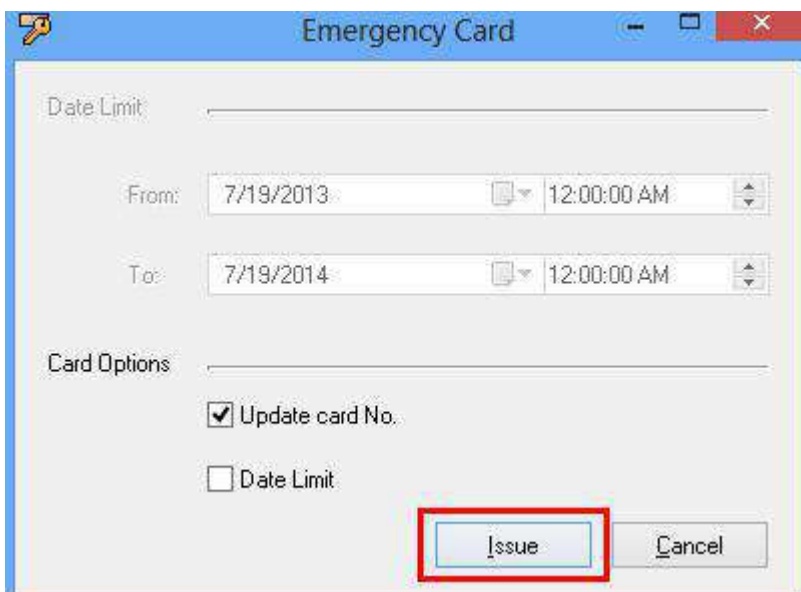 Emergency Card
Date Limit
From: 7/19/2013 12:00:00 AM
To: 7/19/2014 12:00:00 AM
Card Options
Update card No.
Date Limit
Issue Cancel